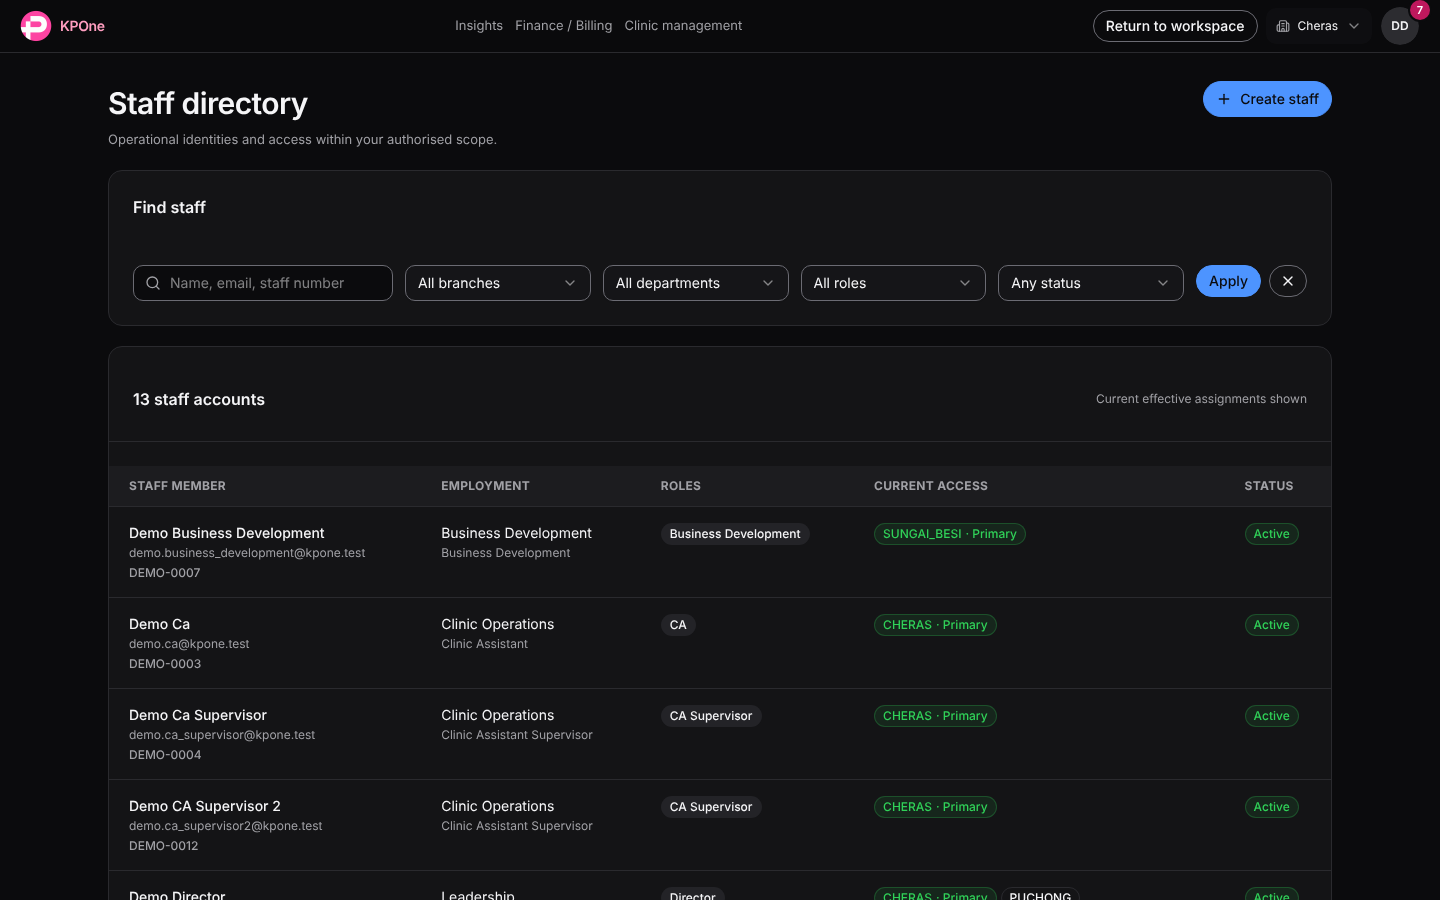 KPOne
Insights Finance / Billing Clinic management
Return to workspace
Cheras
DD
7
Staff directory
Create staff
Operational identities and access within your authorised scope.
Find staff
Name, email, staff number
All branches
All departments
All roles
Any status
Apply
13 staff accounts
Current effective assignments shown
STAFF MEMBER EMPLOYMENT ROLES CURRENT ACCESS STATUS
Demo Business Development Business Development Business Development SUNGAI_BESI · Primary Active
demo.business_development@kpone.test Business Development
DEMO-0007
Demo Ca Clinic Operations CA CHERAS · Primary Active
demo.ca@kpone.test Clinic Assistant
DEMO-0003
Demo Ca Supervisor Clinic Operations CA Supervisor CHERAS · Primary Active
demo.ca_supervisor@kpone.test Clinic Assistant Supervisor
DEMO-0004
Demo CA Supervisor 2 Clinic Operations CA Supervisor CHERAS · Primary Active
demo.ca_supervisor2@kpone.test Clinic Assistant Supervisor
DEMO-0012
Demo Director Leadership Director CHERAS · Primary PUCHONG Active